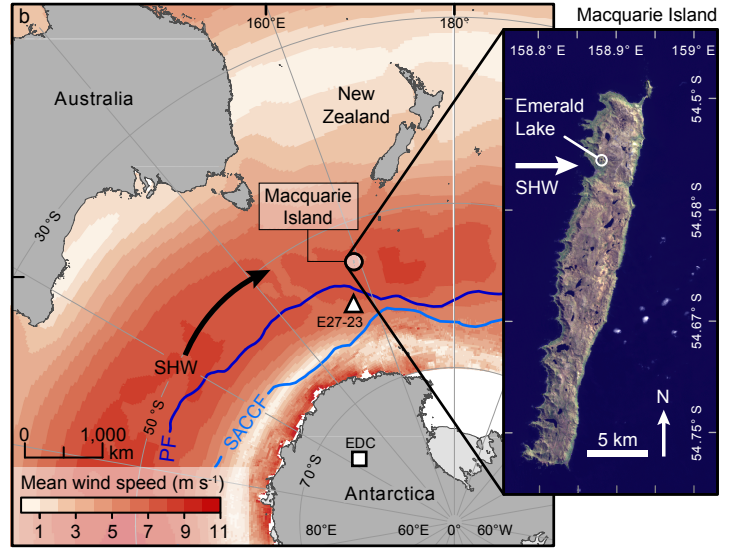 b
160°E
180°
Australia
New
Zealand
Macquarie
Island
30°S
SHW
E27-23
50°S
PF
SACCF
0 1,000
km
EDC
70°S
Antarctica
Mean wind speed (m s⁻¹)
1 3 5 7 9 11
80°E
60°E
0°
60°W
Macquarie Island
158.8° E 158.9° E 159° E
54.5° S
Emerald
Lake
SHW
54.58° S
54.67° S
N
5 km
54.75° S